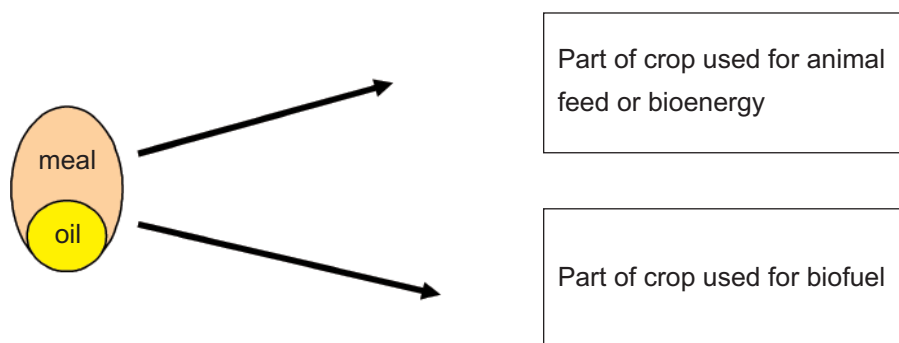 Part of crop used for animal
feed or bioenergy
meal
oil
Part of crop used for biofuel